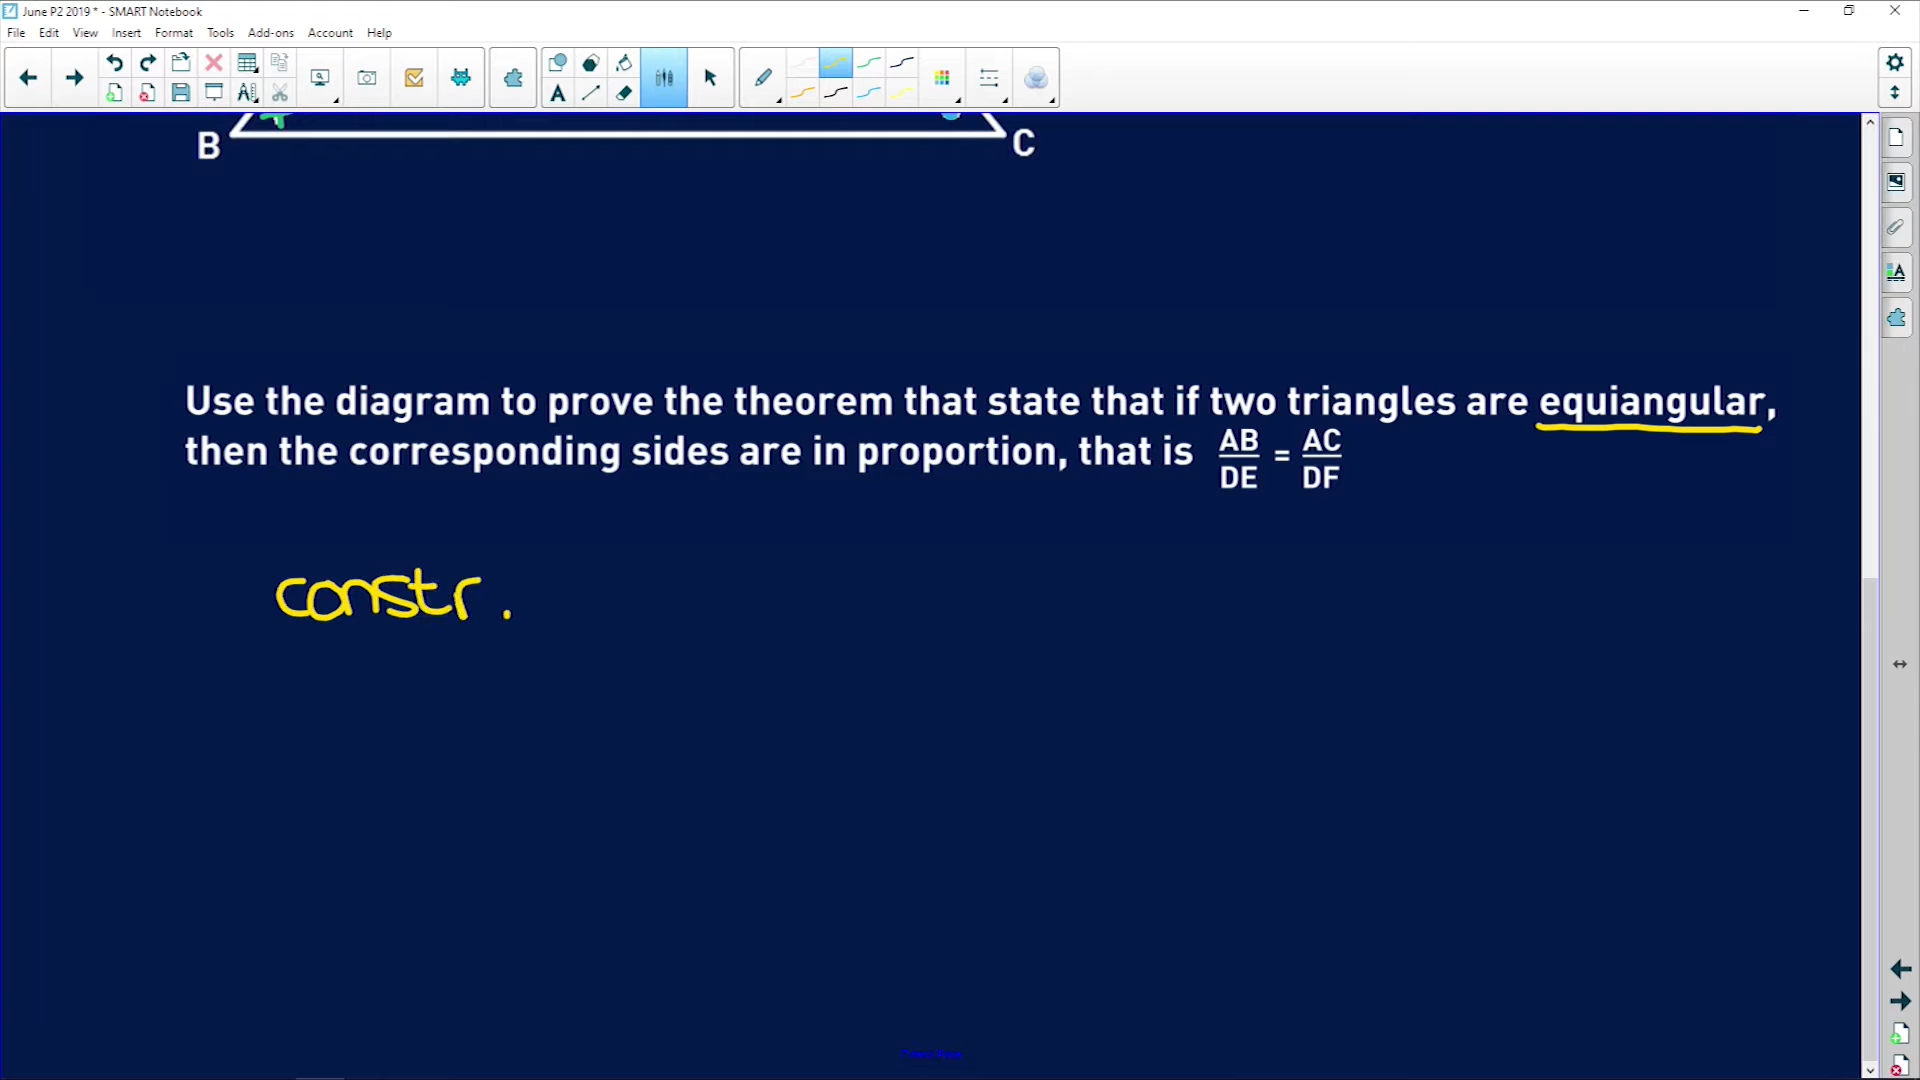 June P2 2019 * - SMART Notebook
File Edit View Insert Format Tools Add-ons Account Help
B C
Use the diagram to prove the theorem that state that if two triangles are equiangular,
then the corresponding sides are in proportion, that is AB/DE = AC/DF
constr.